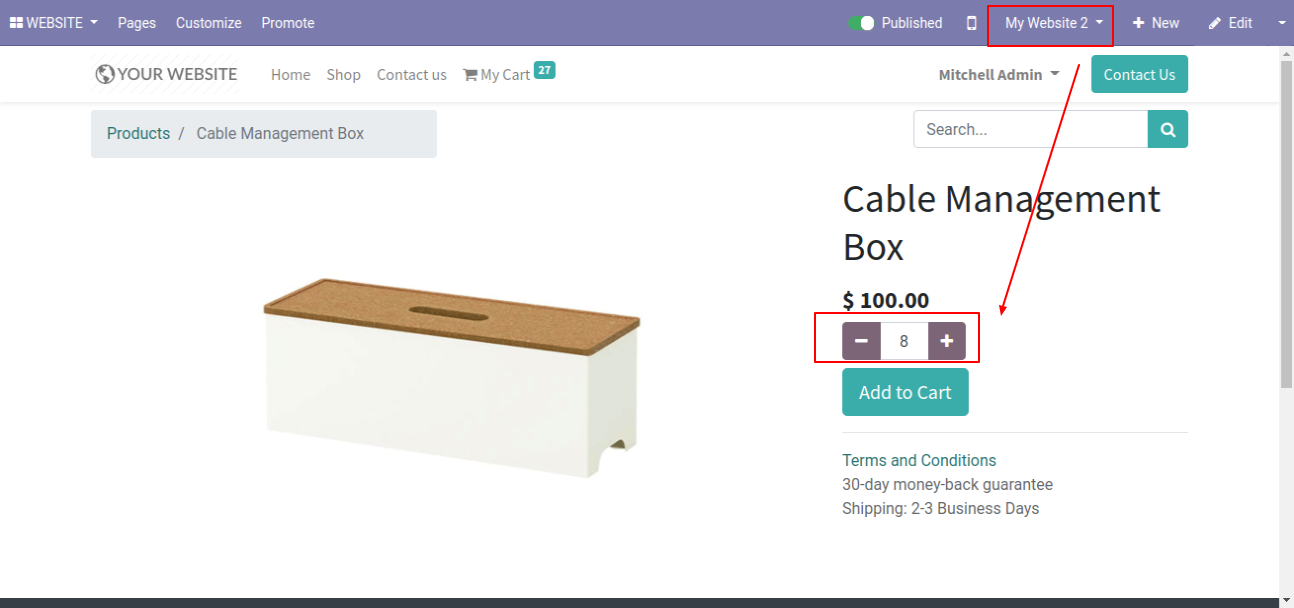 WEBSITE Pages Customize Promote Published My Website 2 New Edit
YOUR WEBSITE Home Shop Contact us My Cart 27 Mitchell Admin Contact Us
Products / Cable Management Box Search...
Cable Management
Box
$ 100.00
8
Add to Cart
Terms and Conditions
30-day money-back guarantee
Shipping: 2-3 Business Days